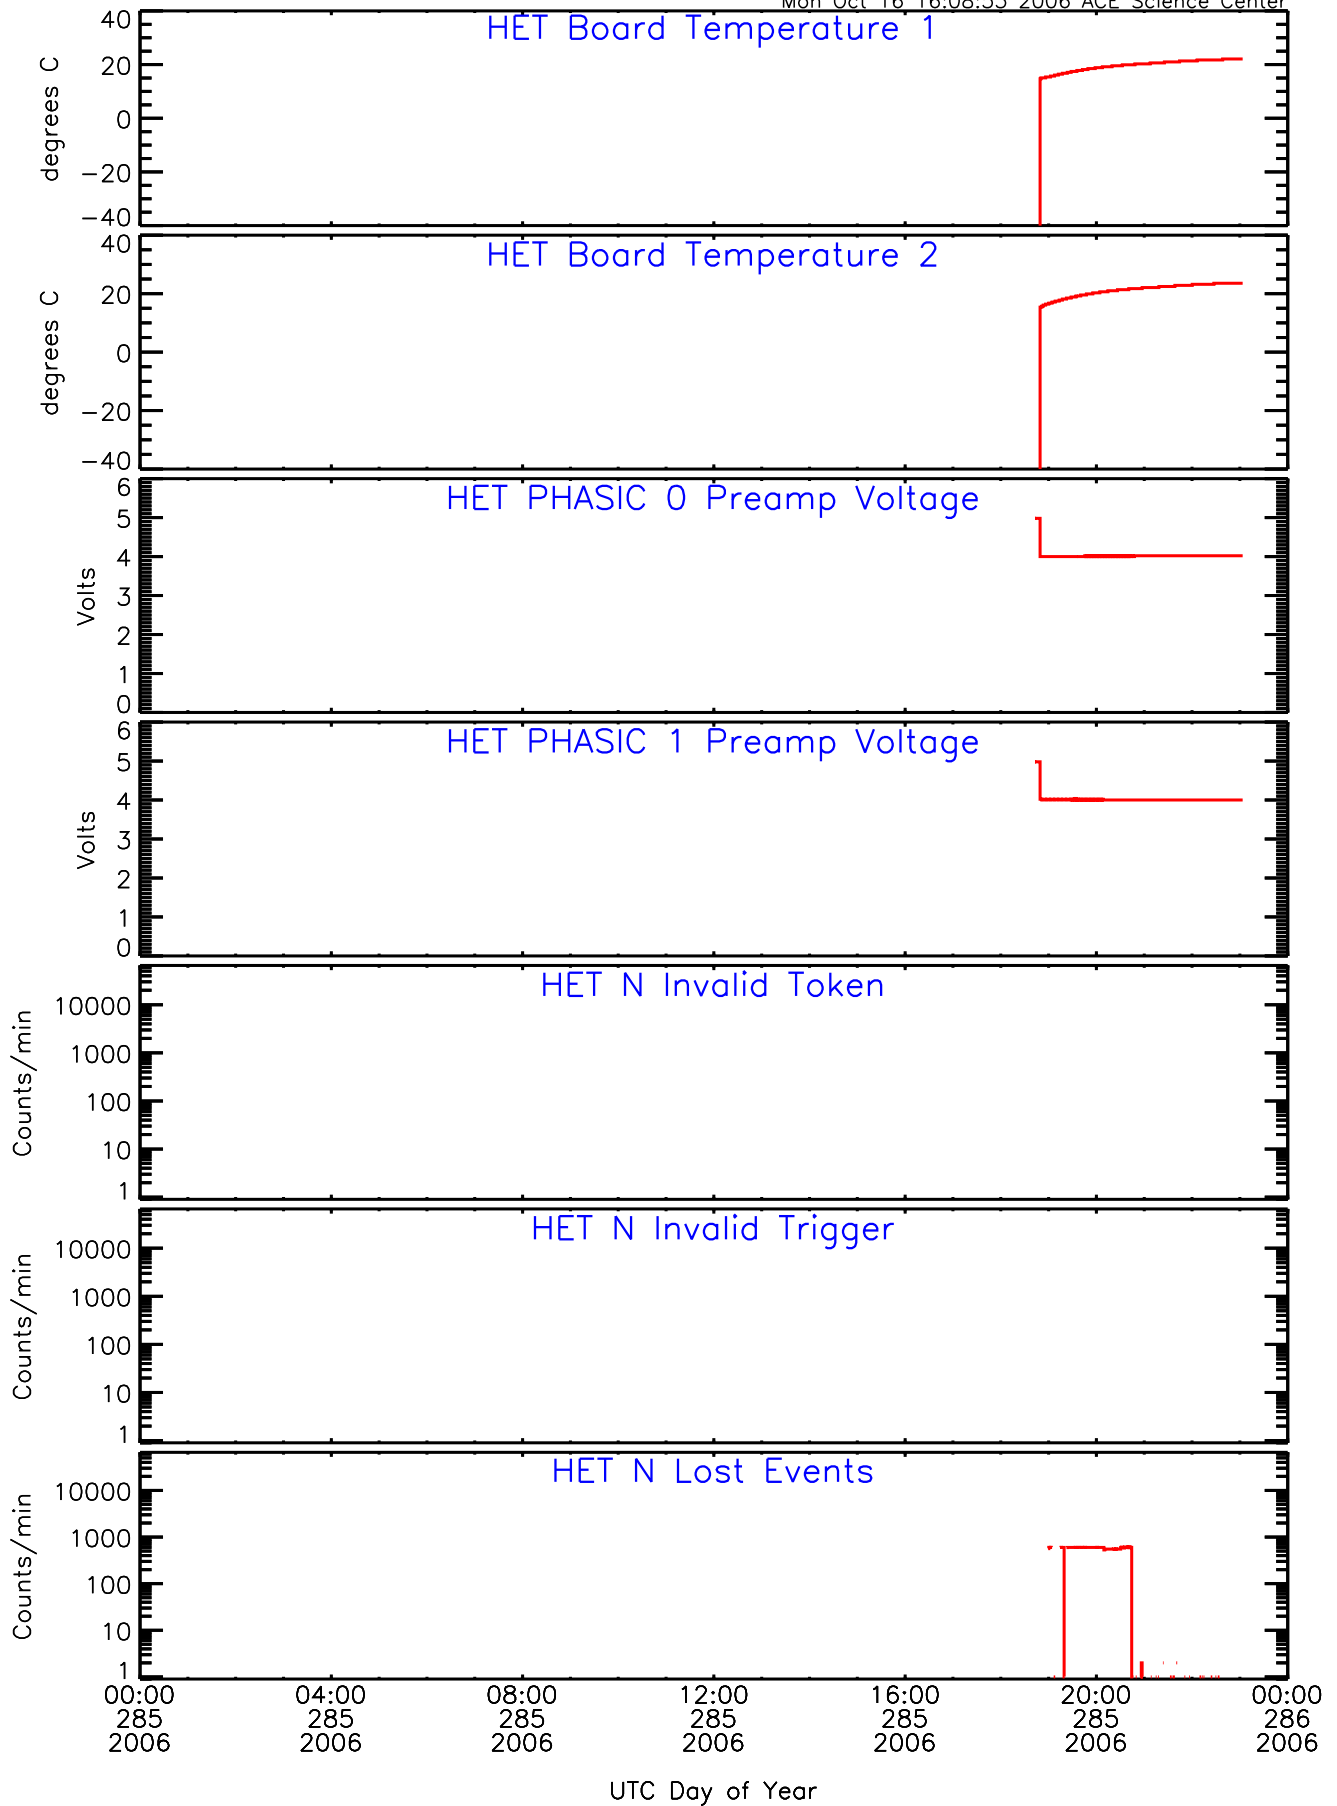 Mon Oct 16 16:08:55 2006 ACE Science Center
HET Board Temperature 1
degrees C
40
20
0
−20
−40
HET Board Temperature 2
degrees C
40
20
0
−20
−40
HET PHASIC 0 Preamp Voltage
Volts
6
5
4
3
2
1
0
HET PHASIC 1 Preamp Voltage
Volts
6
5
4
3
2
1
0
HET N Invalid Token
Counts/min
10000
1000
100
10
1
HET N Invalid Trigger
Counts/min
10000
1000
100
10
1
HET N Lost Events
Counts/min
10000
1000
100
10
1
00:00 04:00 08:00 12:00 16:00 20:00 00:00
285 285 285 285 285 285 286
2006 2006 2006 2006 2006 2006 2006
UTC Day of Year